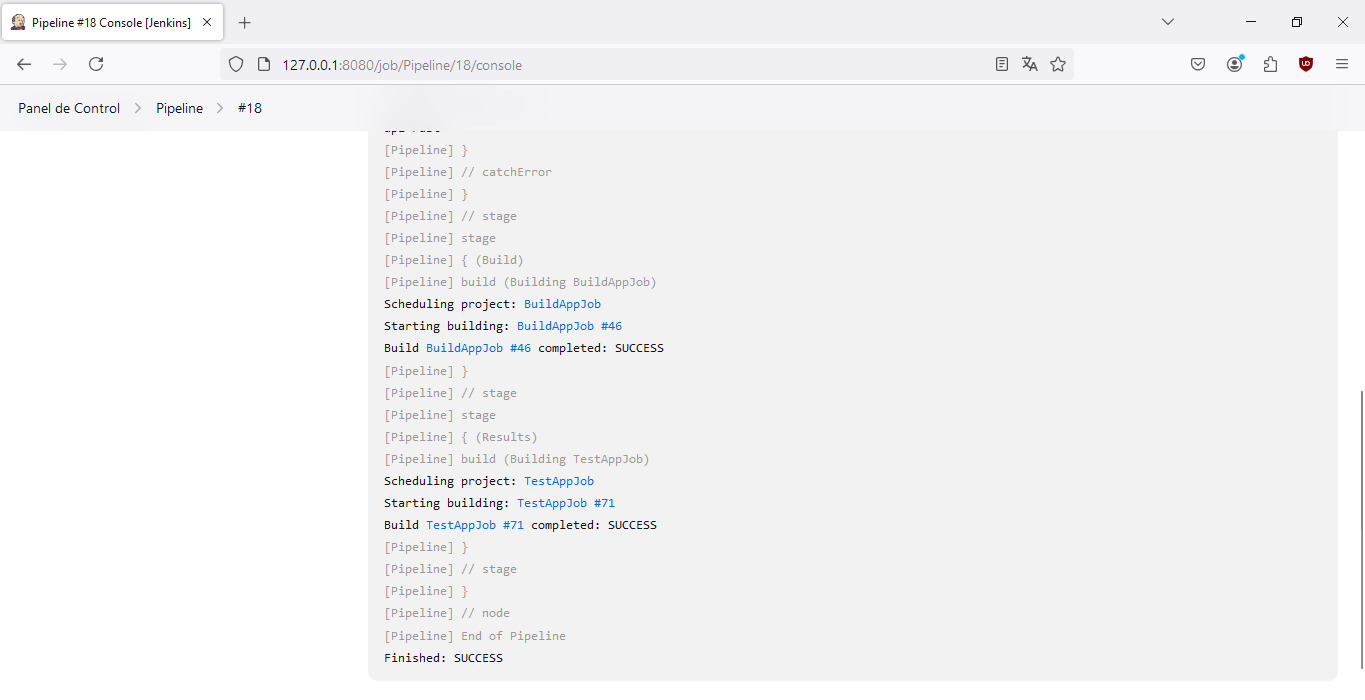 Pipeline #18 Console [Jenkins]
127.0.0.1:8080/job/Pipeline/18/console
Panel de Control > Pipeline > #18
[Pipeline] }
[Pipeline] // catchError
[Pipeline] }
[Pipeline] // stage
[Pipeline] stage
[Pipeline] { (Build)
[Pipeline] build (Building BuildAppJob)
Scheduling project: BuildAppJob
Starting building: BuildAppJob #46
Build BuildAppJob #46 completed: SUCCESS
[Pipeline] }
[Pipeline] // stage
[Pipeline] stage
[Pipeline] { (Results)
[Pipeline] build (Building TestAppJob)
Scheduling project: TestAppJob
Starting building: TestAppJob #71
Build TestAppJob #71 completed: SUCCESS
[Pipeline] }
[Pipeline] // stage
[Pipeline] }
[Pipeline] // node
[Pipeline] End of Pipeline
Finished: SUCCESS